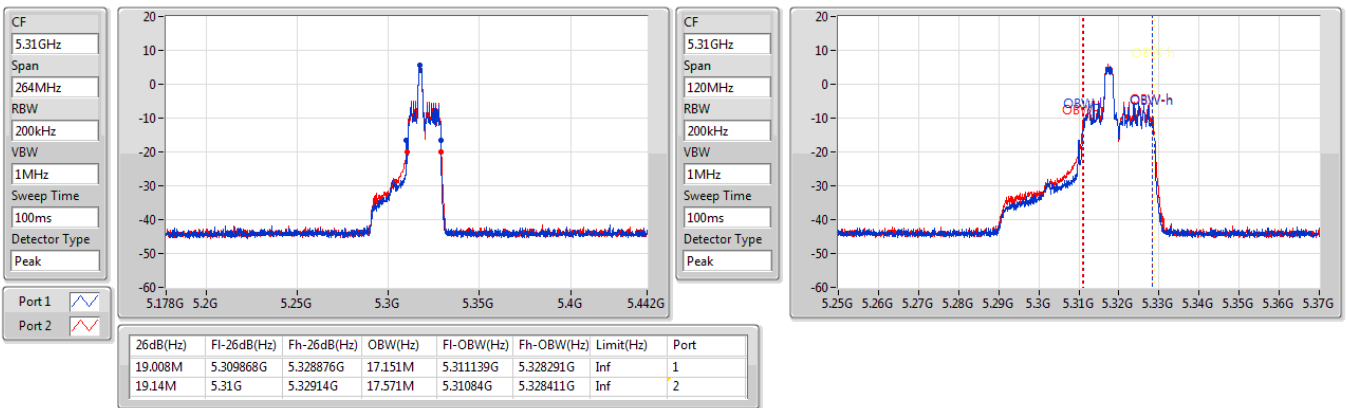 CF
5.31GHz
Span
264MHz
RBW
200kHz
VBW
1MHz
Sweep Time
100ms
Detector Type
Peak
Port 1
Port 2
20
10
0
-10
-20
-30
-40
-50
-60
5.178G 5.2G 5.25G 5.3G 5.35G 5.4G 5.442G
CF
5.31GHz
Span
120MHz
RBW
200kHz
VBW
1MHz
Sweep Time
100ms
Detector Type
Peak
20
10
0
-10
-20
-30
-40
-50
-60
OBW-h
OBW-h
5.25G 5.26G 5.27G 5.28G 5.29G 5.3G 5.31G 5.32G 5.33G 5.34G 5.35G 5.36G 5.37G
26dB(Hz) Fl-26dB(Hz) Fh-26dB(Hz) OBW(Hz) Fl-OBW(Hz) Fh-OBW(Hz) Limit(Hz) Port
19.008M 5.309868G 5.328876G 17.151M 5.311139G 5.328291G Inf 1
19.14M 5.31G 5.32914G 17.571M 5.31084G 5.328411G Inf 2